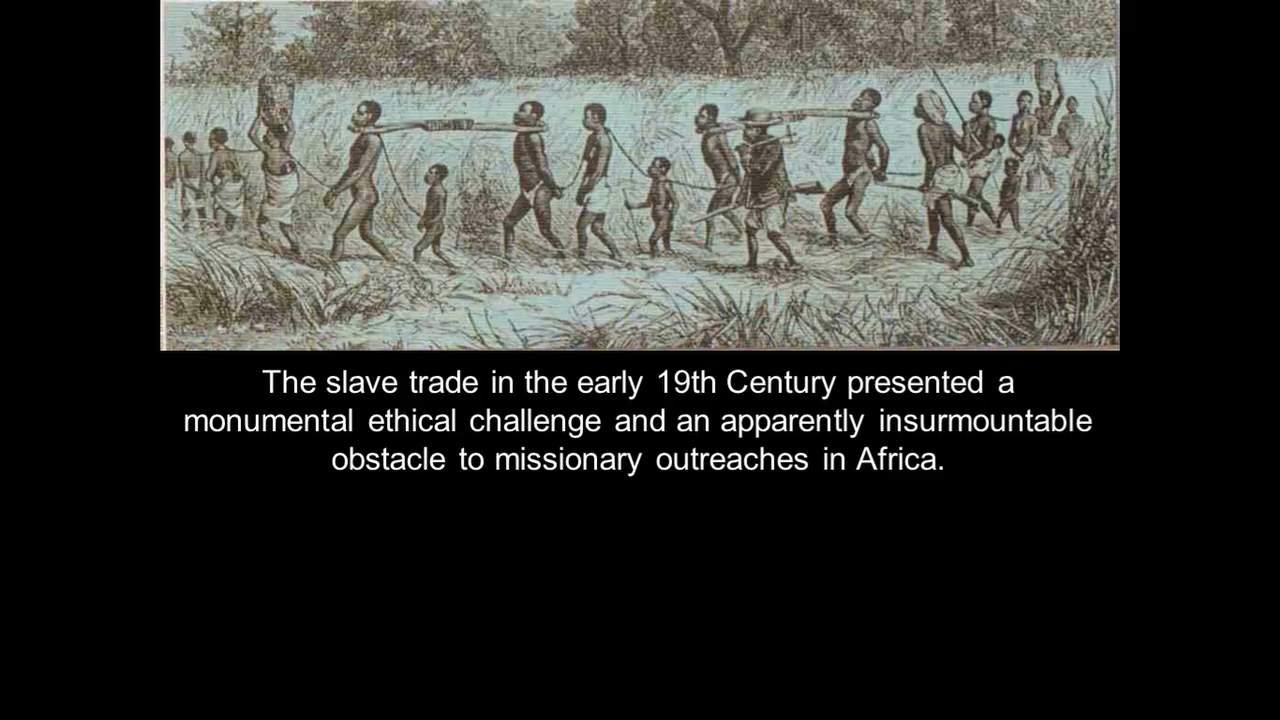 The slave trade in the early 19th Century presented a
monumental ethical challenge and an apparently insurmountable
obstacle to missionary outreaches in Africa.